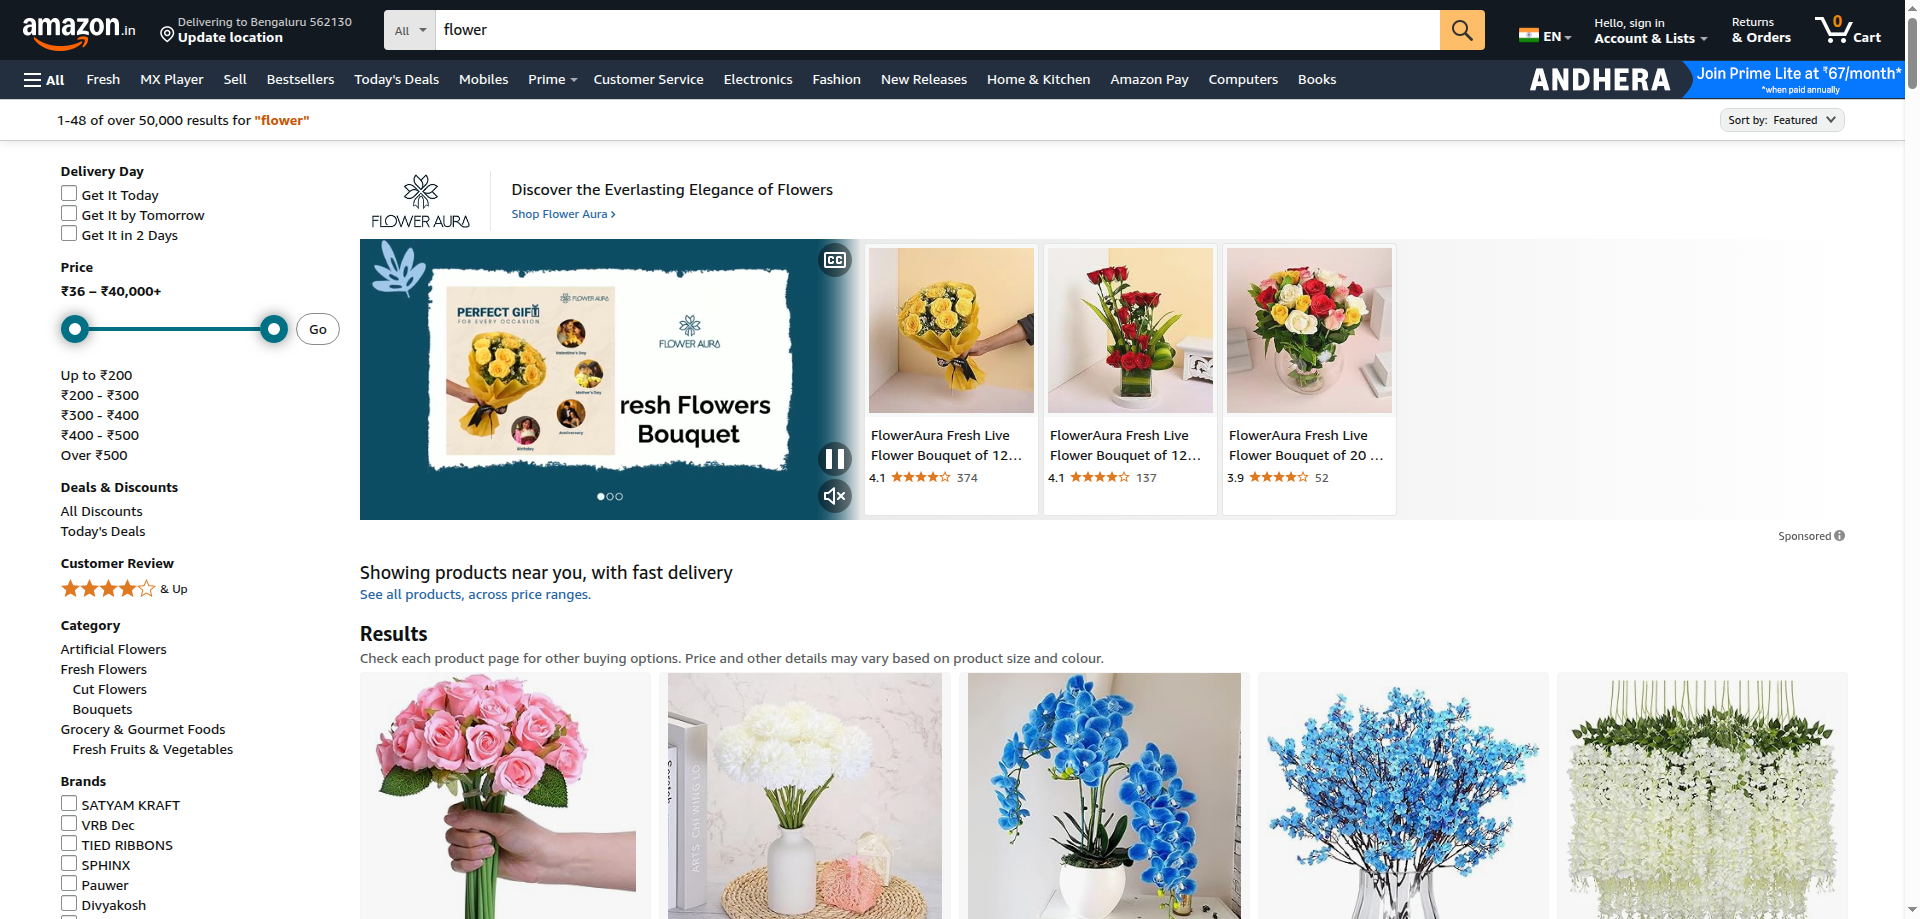 amazon.in
Delivering to Bengaluru 562130
Update location
All
flower
EN
Hello, sign in
Account & Lists
Returns
& Orders
0
Cart
All
Fresh
MX Player
Sell
Bestsellers
Today's Deals
Mobiles
Prime
Customer Service
Electronics
Fashion
New Releases
Home & Kitchen
Amazon Pay
Computers
Books
ANDHERA
Join Prime Lite at ₹67/month*
*when paid annually
1-48 of over 50,000 results for "flower"
Sort by: Featured
Delivery Day
Get It Today
Get It by Tomorrow
Get It in 2 Days
Price
₹36 – ₹40,000+
Go
Up to ₹200
₹200 - ₹300
₹300 - ₹400
₹400 - ₹500
Over ₹500
Deals & Discounts
All Discounts
Today's Deals
Customer Review
& Up
Category
Artificial Flowers
Fresh Flowers
Cut Flowers
Bouquets
Grocery & Gourmet Foods
Fresh Fruits & Vegetables
Brands
SATYAM KRAFT
VRB Dec
TIED RIBBONS
SPHINX
Pauwer
Divyakosh
FLOWER AURA
Discover the Everlasting Elegance of Flowers
Shop Flower Aura ›
CC
FLOWER AURA
PERFECT GIFT
FOR EVERY OCCASION
Valentine's Day
Mother's Day
Anniversary
Birthday
FLOWER AURA
resh Flowers
Bouquet
FlowerAura Fresh Live
Flower Bouquet of 12...
4.1
374
FlowerAura Fresh Live
Flower Bouquet of 12...
4.1
137
FlowerAura Fresh Live
Flower Bouquet of 20 ...
3.9
52
Sponsored
Showing products near you, with fast delivery
See all products, across price ranges.
Results
Check each product page for other buying options. Price and other details may vary based on product size and colour.